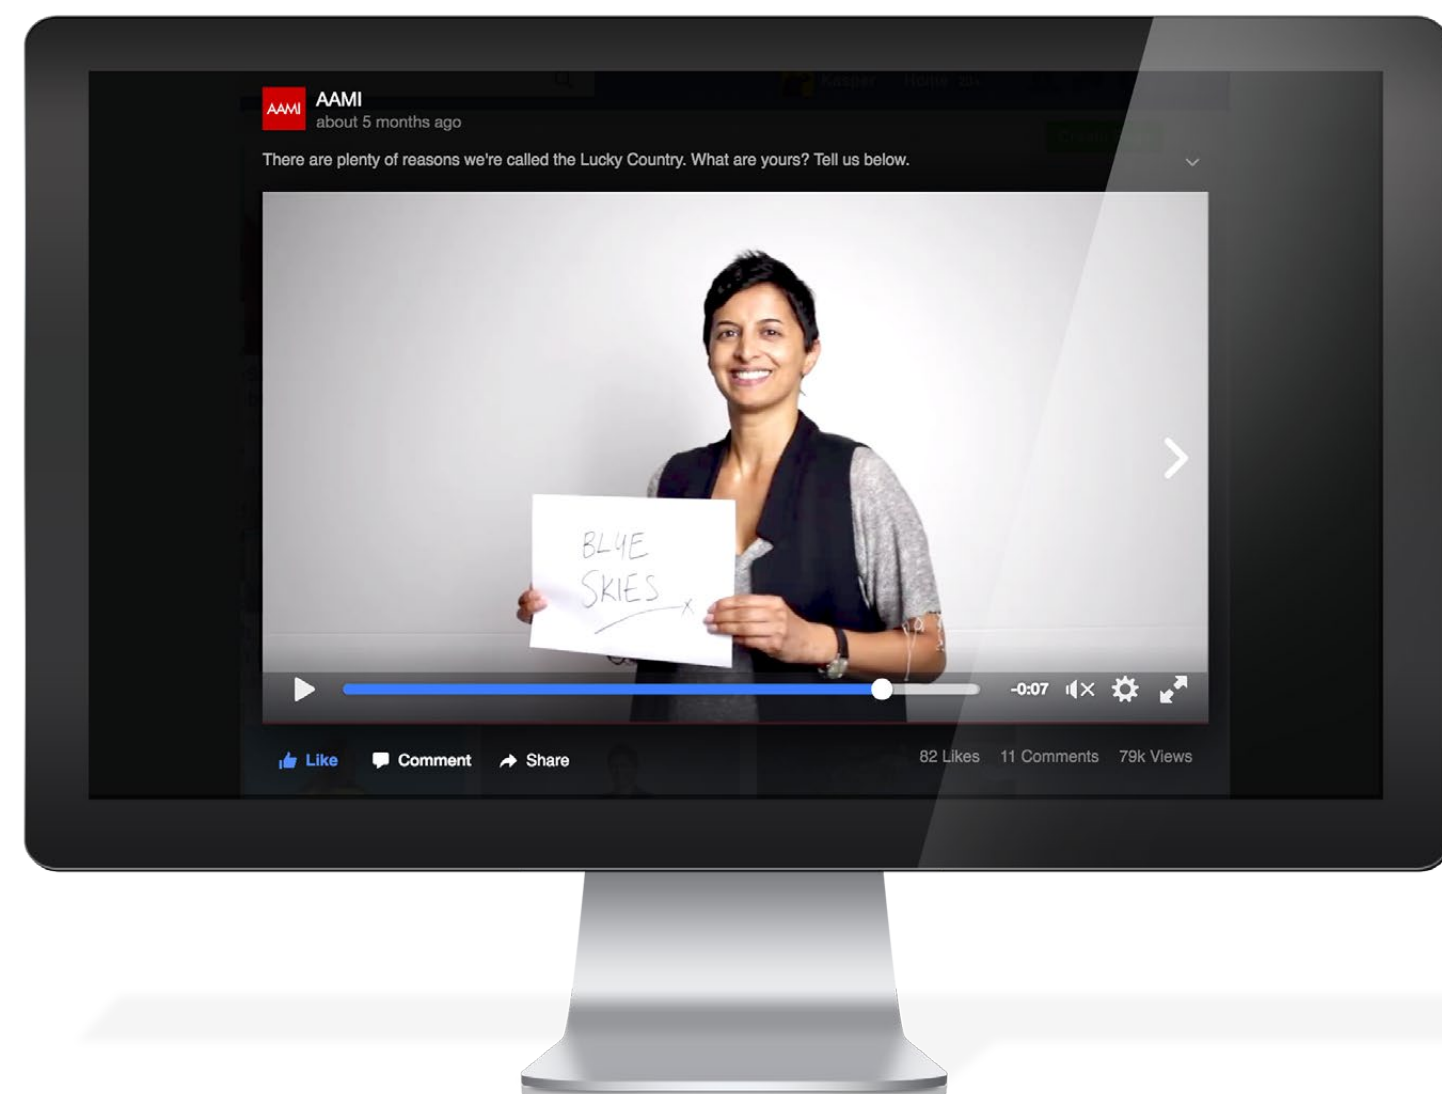 AAMI
AAMI
about 5 months ago
There are plenty of reasons we're called the Lucky Country. What are yours? Tell us below.
BLUE
SKIES
-0:07
Like Comment Share 82 Likes 11 Comments 79k Views